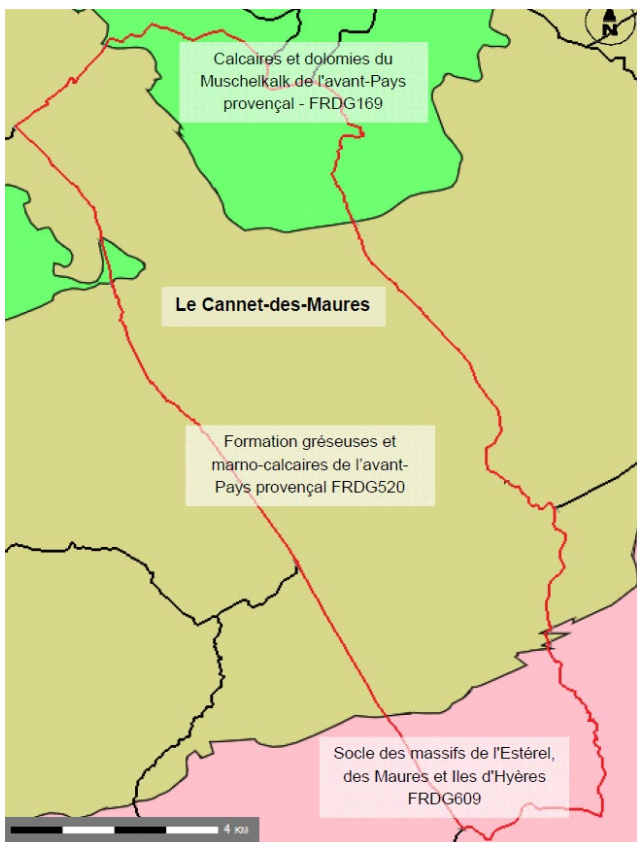 Calcaires et dolomies du
Muschelkalk de l'avant-Pays
provençal - FRDG169
Le Cannet-des-Maures
Formation gréseuses et
marno-calcaires de l'avant-
Pays provençal FRDG520
Socle des massifs de l'Estérel,
des Maures et Iles d'Hyères
FRDG609
4 KM